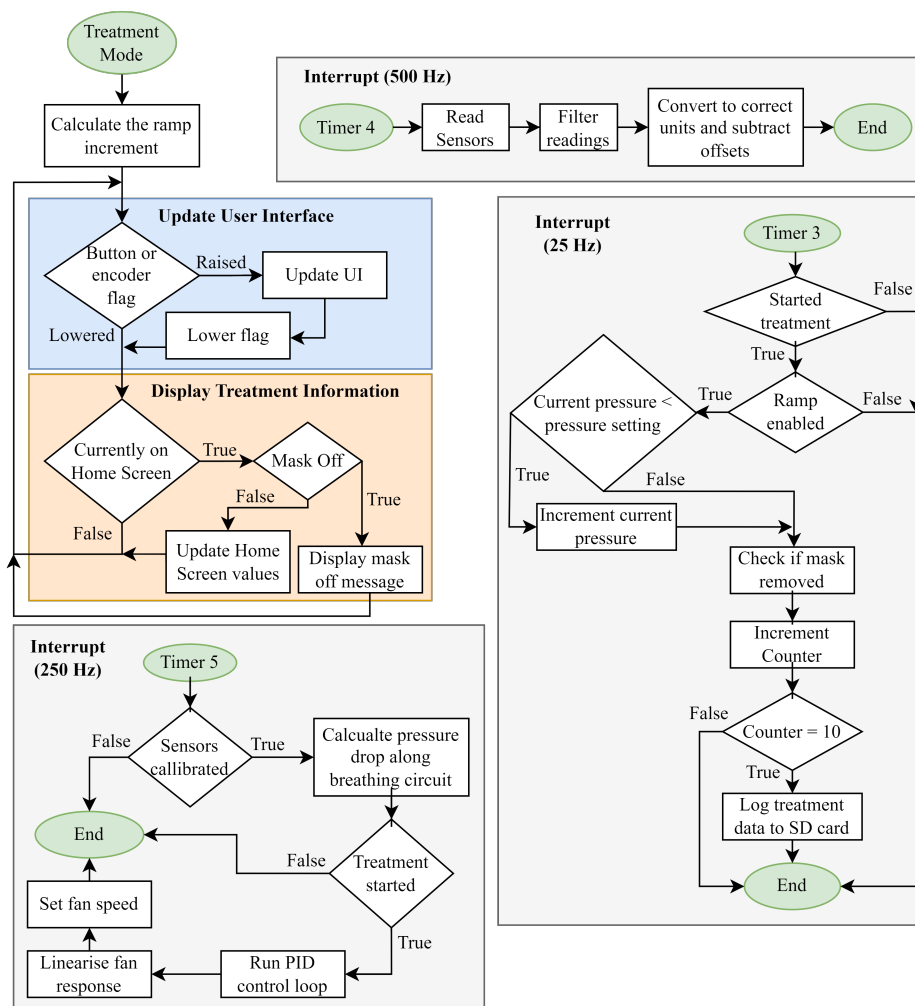 Treatment
Mode
Calculate the ramp
increment
Update User Interface
Button or
encoder
flag
Raised
Update UI
Lowered
Lower flag
Display Treatment Information
Currently on
Home Screen
True
Mask Off
False
True
False
Update Home
Screen values
Display mask
off message
Interrupt (500 Hz)
Timer 4
Read
Sensors
Filter
readings
Convert to correct
units and subtract
offsets
End
Interrupt
(25 Hz)
Timer 3
Started
treatment
False
True
Ramp
enabled
False
True
Current pressure <
pressure setting
True
False
Increment current
pressure
Check if mask
removed
Increment
Counter
Counter = 10
False
True
Log treatment
data to SD card
End
Interrupt
(250 Hz)
Timer 5
Sensors
callibrated
False
True
Calcualte pressure
drop along
breathing circuit
End
Treatment
started
False
True
Set fan speed
Linearise fan
response
Run PID
control loop